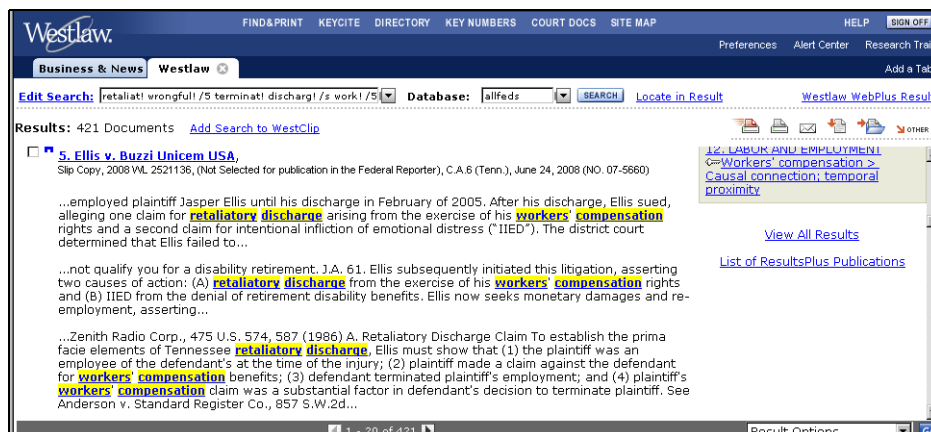 FIND&PRINT KEYCITE DIRECTORY KEY NUMBERS COURT DOCS SITE MAP HELP SIGN OFF
Westlaw.
Preferences Alert Center Research Trai
Business & News Westlaw Add a Tab
Edit Search: retaliat! wrongful! /5 terminat! discharg! /s work! /5 Database: allfeds SEARCH Locate in Result Westlaw WebPlus Resul
Results: 421 Documents Add Search to WestClip OTHER
5. Ellis v. Buzzi Unicem USA,
Slip Copy, 2008 WL 2521136, (Not Selected for publication in the Federal Reporter), C.A.6 (Tenn.), June 24, 2008 (NO. 07-5660)
...employed plaintiff Jasper Ellis until his discharge in February of 2005. After his discharge, Ellis sued,
alleging one claim for retaliatory discharge arising from the exercise of his workers' compensation
rights and a second claim for intentional infliction of emotional distress ("IIED"). The district court
determined that Ellis failed to...
...not qualify you for a disability retirement. J.A. 61. Ellis subsequently initiated this litigation, asserting
two causes of action: (A) retaliatory discharge from the exercise of his workers' compensation rights
and (B) IIED from the denial of retirement disability benefits. Ellis now seeks monetary damages and re-
employment, asserting...
...Zenith Radio Corp., 475 U.S. 574, 587 (1986) A. Retaliatory Discharge Claim To establish the prima
facie elements of Tennessee retaliatory discharge, Ellis must show that (1) the plaintiff was an
employee of the defendant's at the time of the injury; (2) plaintiff made a claim against the defendant
for workers' compensation benefits; (3) defendant terminated plaintiff's employment; and (4) plaintiff's
workers' compensation claim was a substantial factor in defendant's decision to terminate plaintiff. See
Anderson v. Standard Register Co., 857 S.W.2d...
12. LABOR AND EMPLOYMENT
Workers' compensation >
Causal connection; temporal
proximity
View All Results
List of ResultsPlus Publications
1 - 20 of 421 Result Options